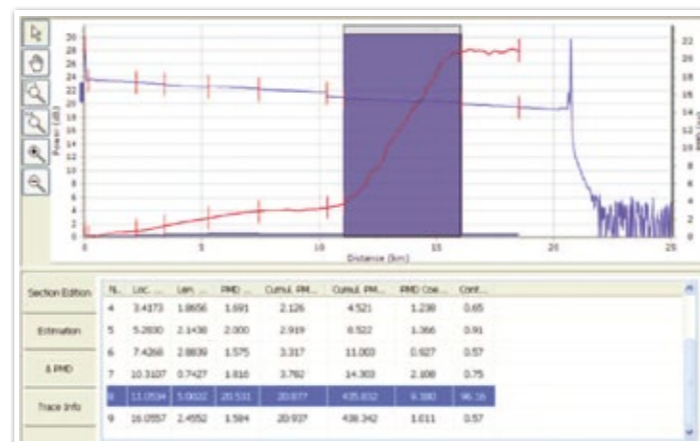 30 28 26 24 22 20 18 16 14 12 10 8 6 4 2 0
Power (dB)
22 20 18 16 14 12 10 8 6 4 2 0
0 5 10 15 20 25
Distance (km)
Section Edition
Estimation
& PMD
Trace Info
N.. Loc. ... Len. ... PMD ... Cumul. PM... Cumul. PM... PMD Coe... Cont...
4 3.4173 1.8656 1.691 2.126 4.521 1.238 0.65
5 5.2830 2.1438 2.000 2.919 8.522 1.366 0.91
6 7.4268 2.8839 1.575 3.317 11.003 0.927 0.57
7 10.3107 0.7427 1.816 3.782 14.303 2.108 0.75
8 11.0534 5.0022 20.531 20.877 435.832 9.180 96.16
9 16.0557 2.4552 1.584 20.937 438.342 1.011 0.57